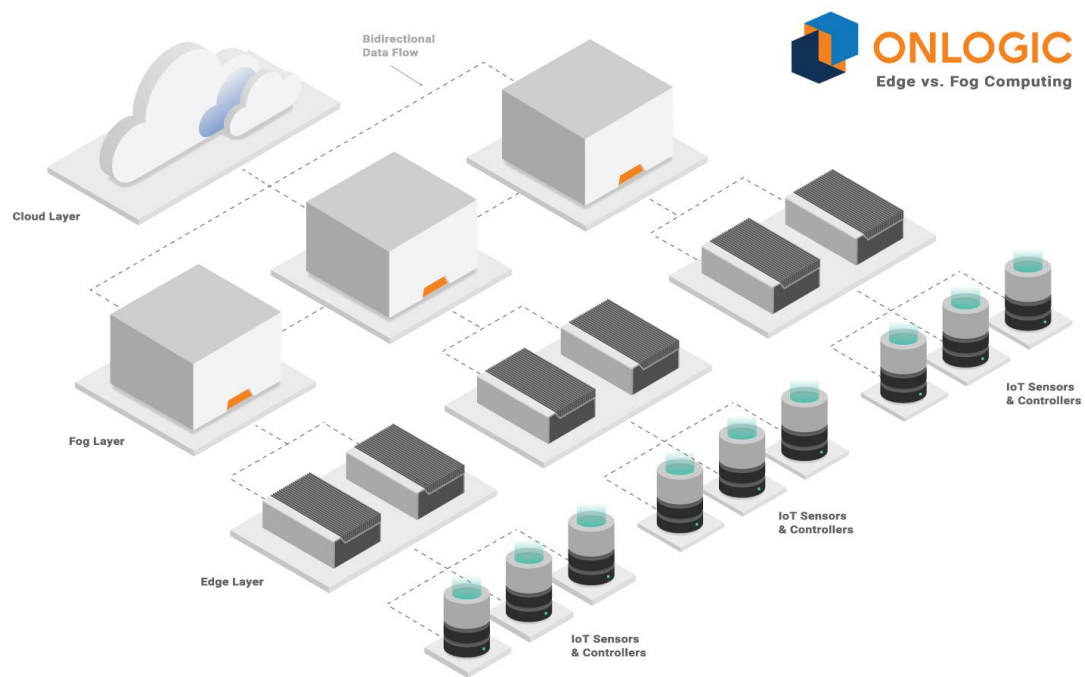 Bidirectional
Data Flow
ONLOGIC
Edge vs. Fog Computing
Cloud Layer
Fog Layer
Edge Layer
IoT Sensors
& Controllers
IoT Sensors
& Controllers
IoT Sensors
& Controllers